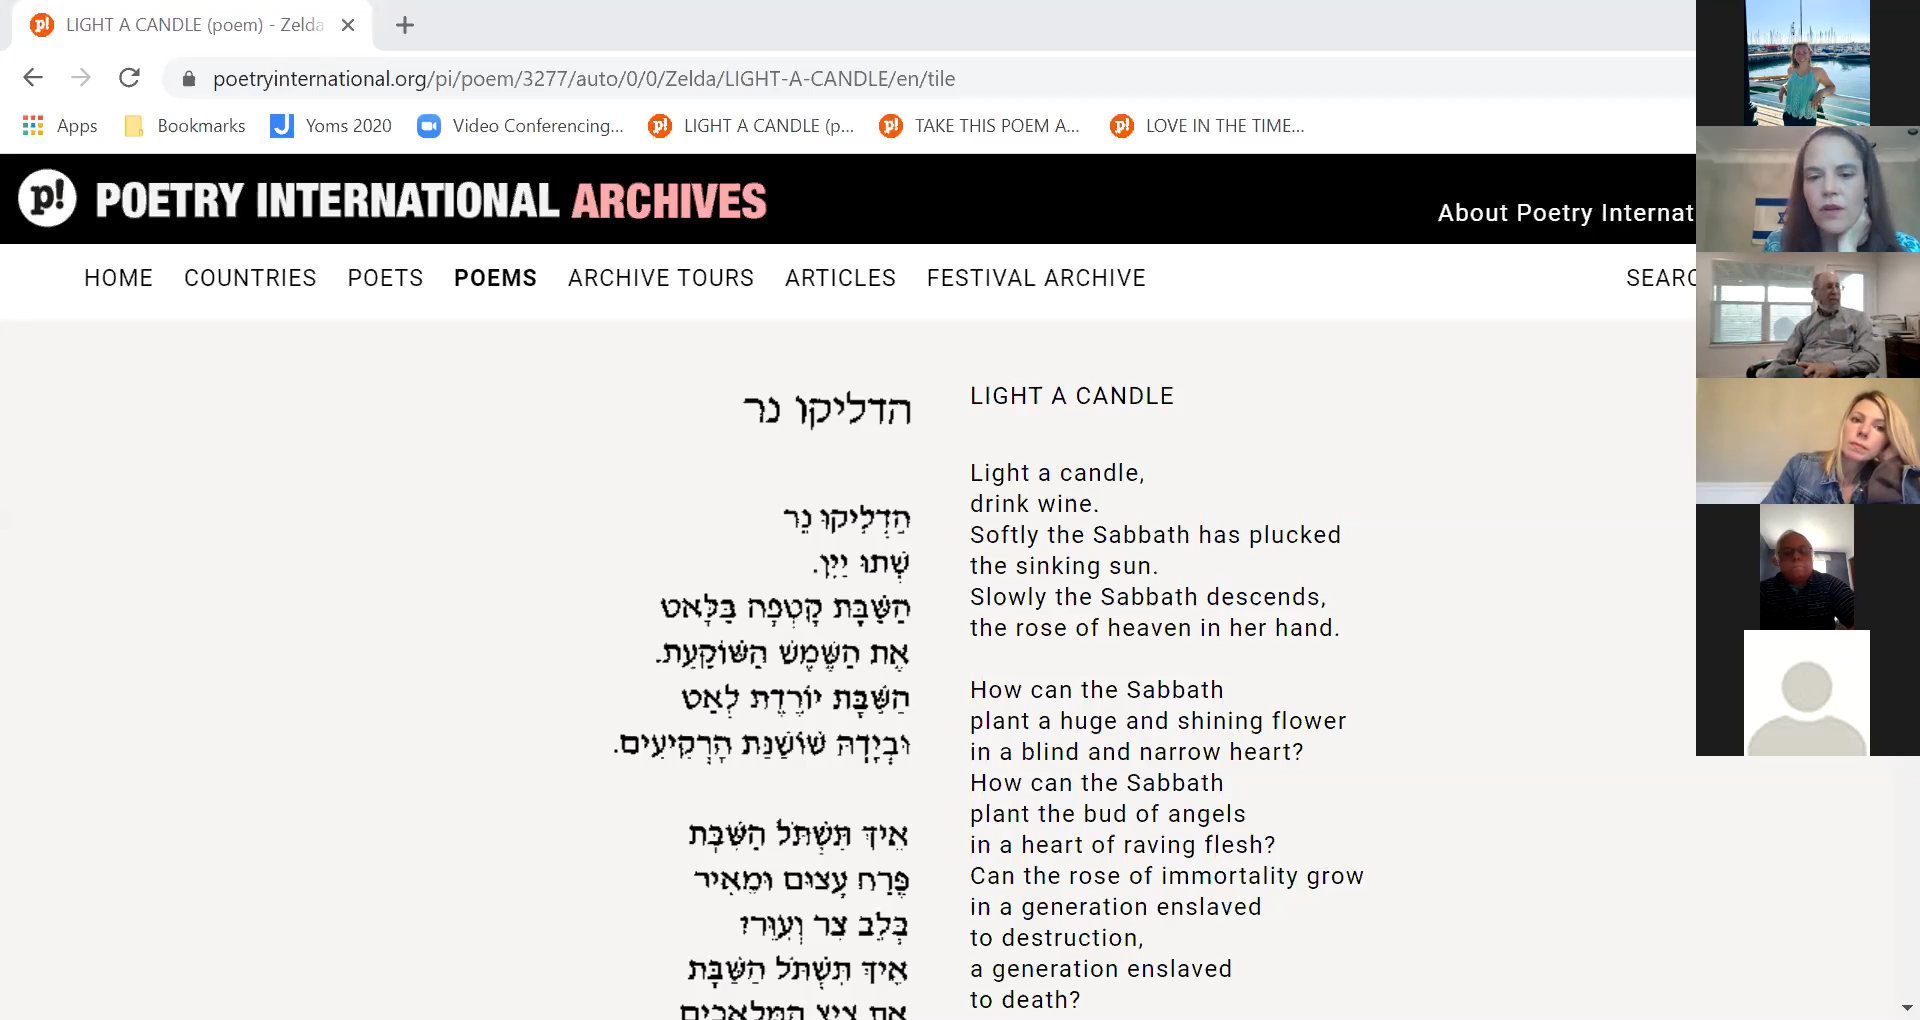 LIGHT A CANDLE (poem) - Zelda
poetryinternational.org/pi/poem/3277/auto/0/0/Zelda/LIGHT-A-CANDLE/en/tile
Apps
Bookmarks
Yoms 2020
Video Conferencing...
LIGHT A CANDLE (p...
TAKE THIS POEM A...
LOVE IN THE TIME...
p! POETRY INTERNATIONAL ARCHIVES
About Poetry Internat
HOME COUNTRIES POETS POEMS ARCHIVE TOURS ARTICLES FESTIVAL ARCHIVE
SEARC
הדליקו נר
הַדְלִיקוּ נֵר
שְׁתוּ יַיִן.
הַשַּׁבָּת קָטְפָה בַּלָּאט
אֶת הַשֶּׁמֶשׁ הַשּׁוֹקַעַת.
הַשַּׁבָּת יוֹרֶדֶת לְאַט
וּבְיָדָהּ שׁוֹשַׁנַּת הָרְקִיעִים.
אֵיךְ תִּשְׁתֹּל הַשַּׁבָּת
פֶּרַח עָצוּם וּמֵאִיר
בְּלֵב צַר וְעִוֵּר?
אֵיךְ תִּשְׁתֹּל הַשַּׁבָּת
אֶת צִיץ הַמַּלְאָכִים
LIGHT A CANDLE
Light a candle,
drink wine.
Softly the Sabbath has plucked
the sinking sun.
Slowly the Sabbath descends,
the rose of heaven in her hand.
How can the Sabbath
plant a huge and shining flower
in a blind and narrow heart?
How can the Sabbath
plant the bud of angels
in a heart of raving flesh?
Can the rose of immortality grow
in a generation enslaved
to destruction,
a generation enslaved
to death?